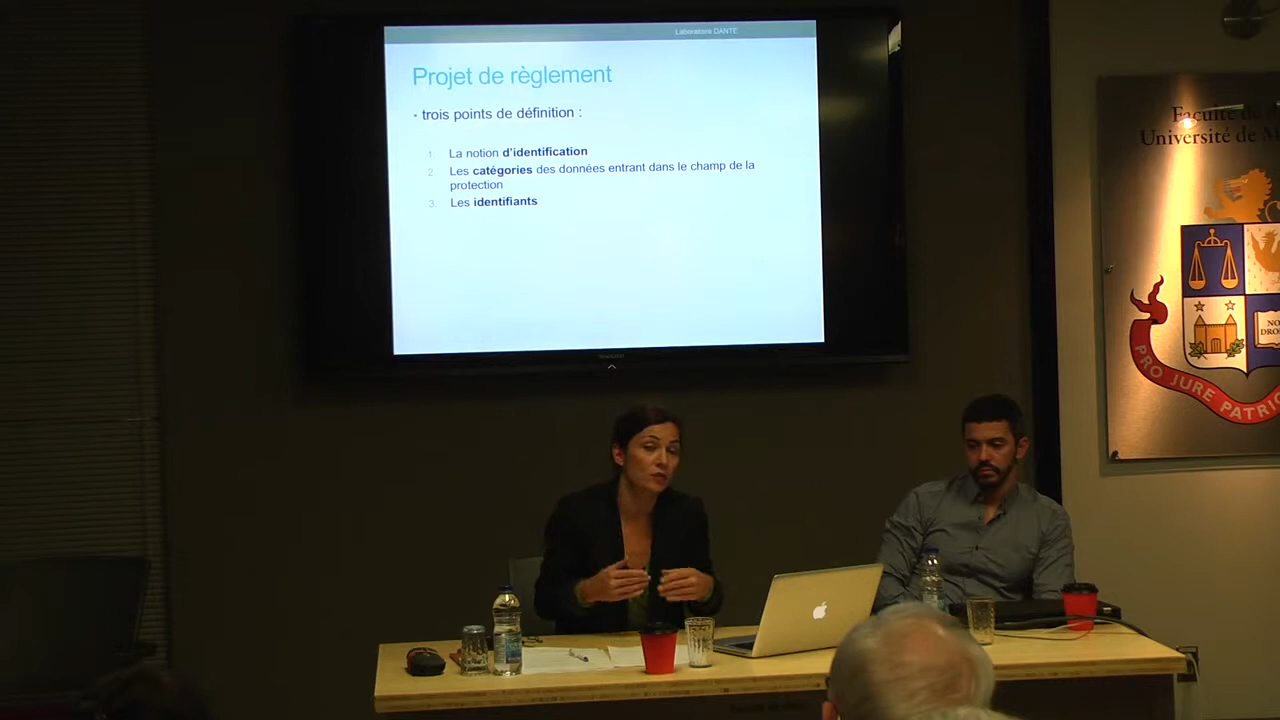 Laboratoire DANTE
Projet de règlement
• trois points de définition :
1. La notion d'identification
2. Les catégories des données entrant dans le champ de la
protection
3. Les identifiants
Université de
PRO JURE